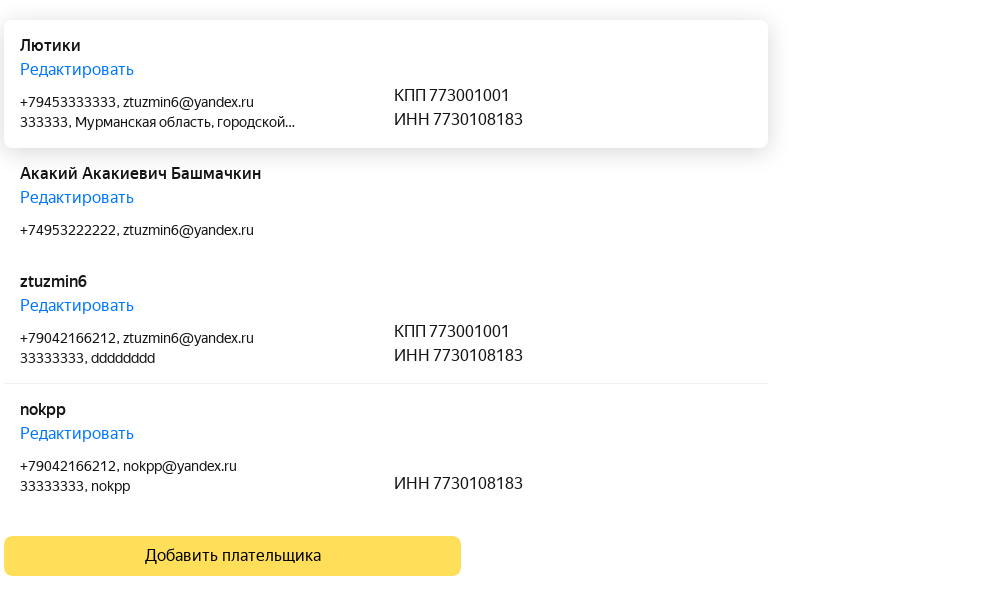 Лютики
Редактировать
+79453333333, ztuzmin6@yandex.ru
333333, Мурманская область, городской...
КПП 773001001
ИНН 7730108183
Акакий Акакиевич Башмачкин
Редактировать
+74953222222, ztuzmin6@yandex.ru
ztuzmin6
Редактировать
+79042166212, ztuzmin6@yandex.ru
33333333, dddddddd
КПП 773001001
ИНН 7730108183
nokpp
Редактировать
+79042166212, nokpp@yandex.ru
33333333, nokpp
ИНН 7730108183
Добавить плательщика